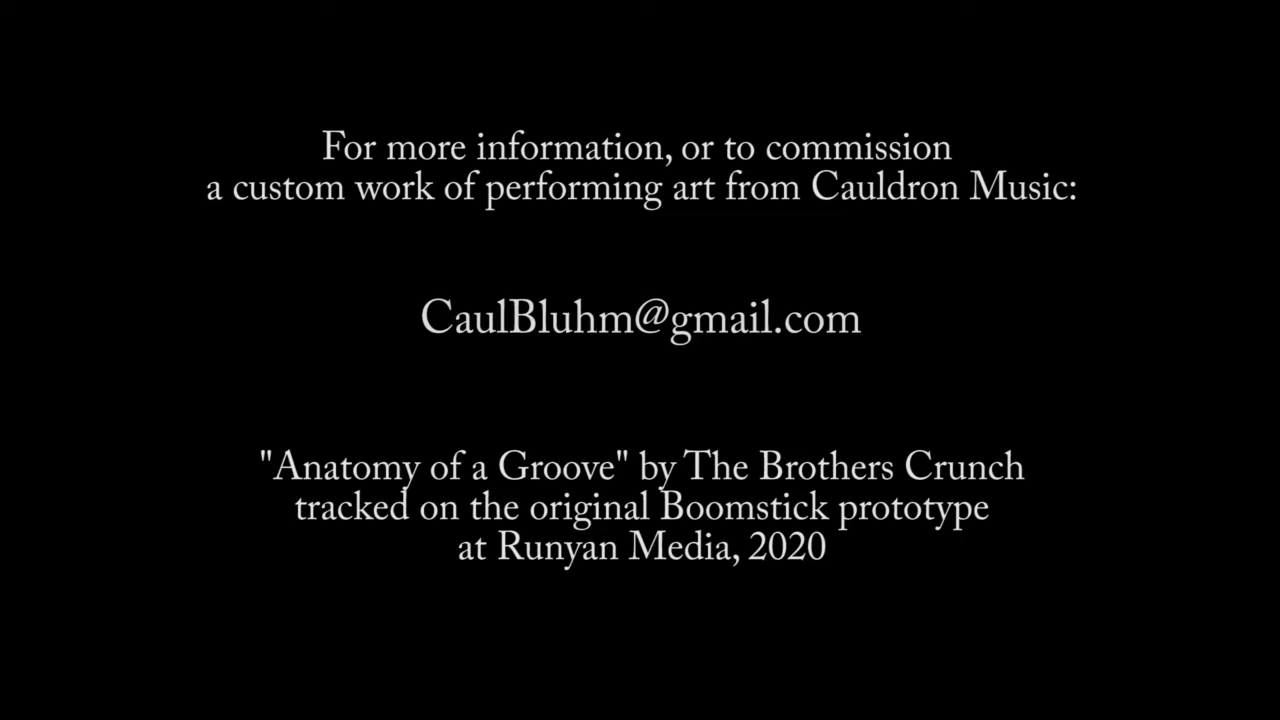 For more information, or to commission
a custom work of performing art from Cauldron Music:
CaulBluhm@gmail.com
"Anatomy of a Groove" by The Brothers Crunch
tracked on the original Boomstick prototype
at Runyan Media, 2020